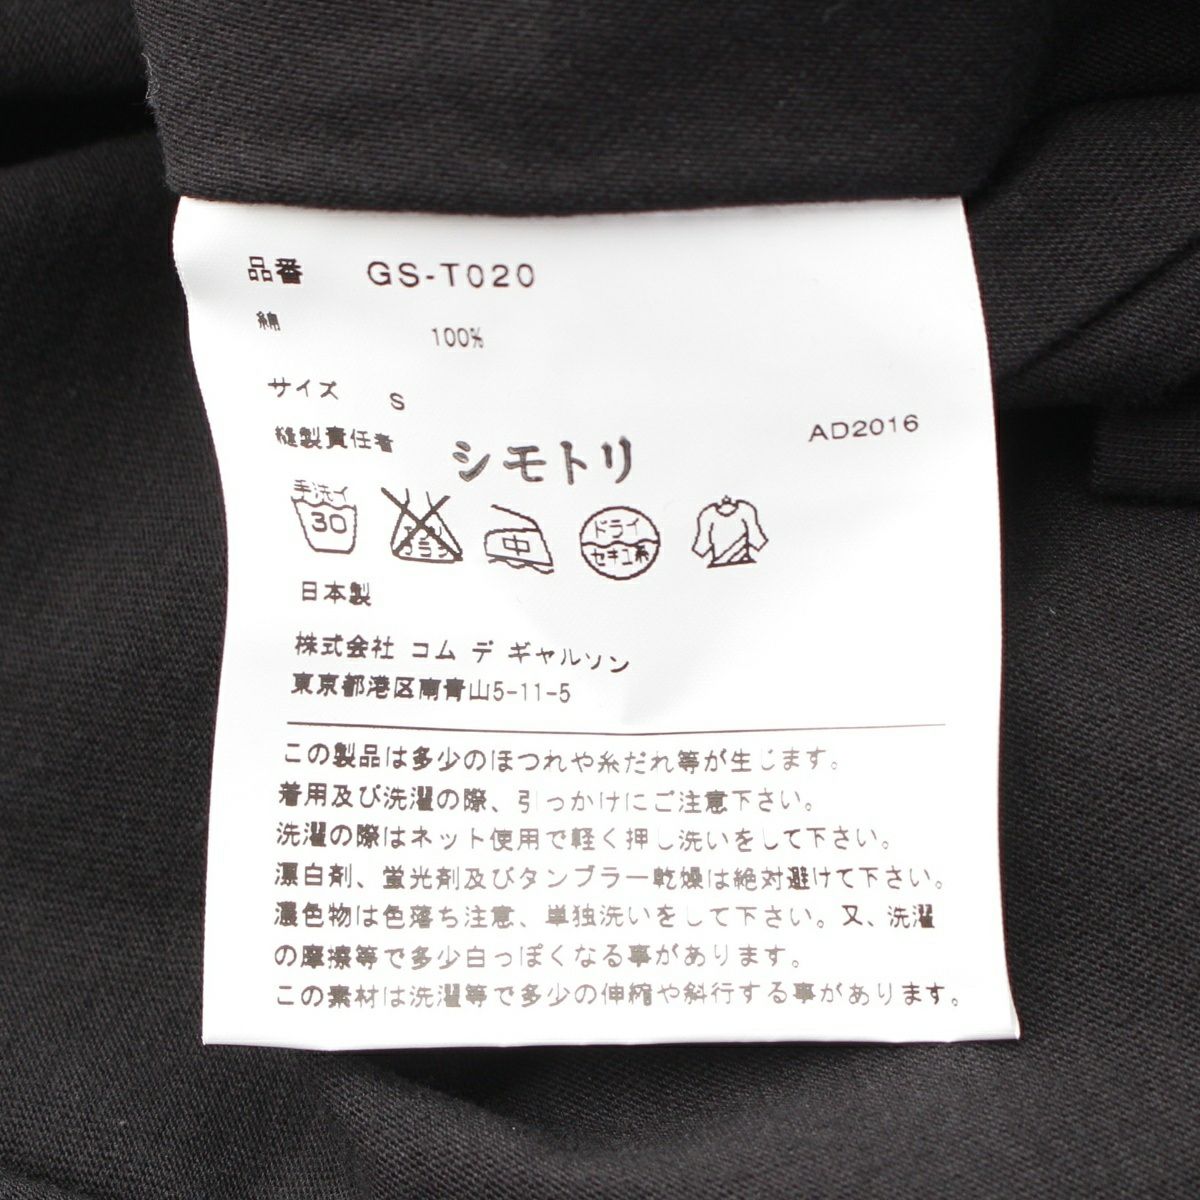 品番 GS-T020
綿 100%
サイズ S
縫製責任者 シモトリ AD2016
手洗イ
30
エンソ
サラシ
中
ドライ
セキユ系
日本製
株式会社 コム デ ギャルソン
東京都港区南青山5-11-5
この製品は多少のほつれや糸だれ等が生じます。
着用及び洗濯の際、引っかけにご注意下さい。
洗濯の際はネット使用で軽く押し洗いをして下さい。
漂白剤、蛍光剤及びタンブラー乾燥は絶対避けて下さい。
濃色物は色落ち注意、単独洗いをして下さい。又、洗濯
の摩擦等で多少白っぽくなる事があります。
この素材は洗濯等で多少の伸縮や斜行する事があります。